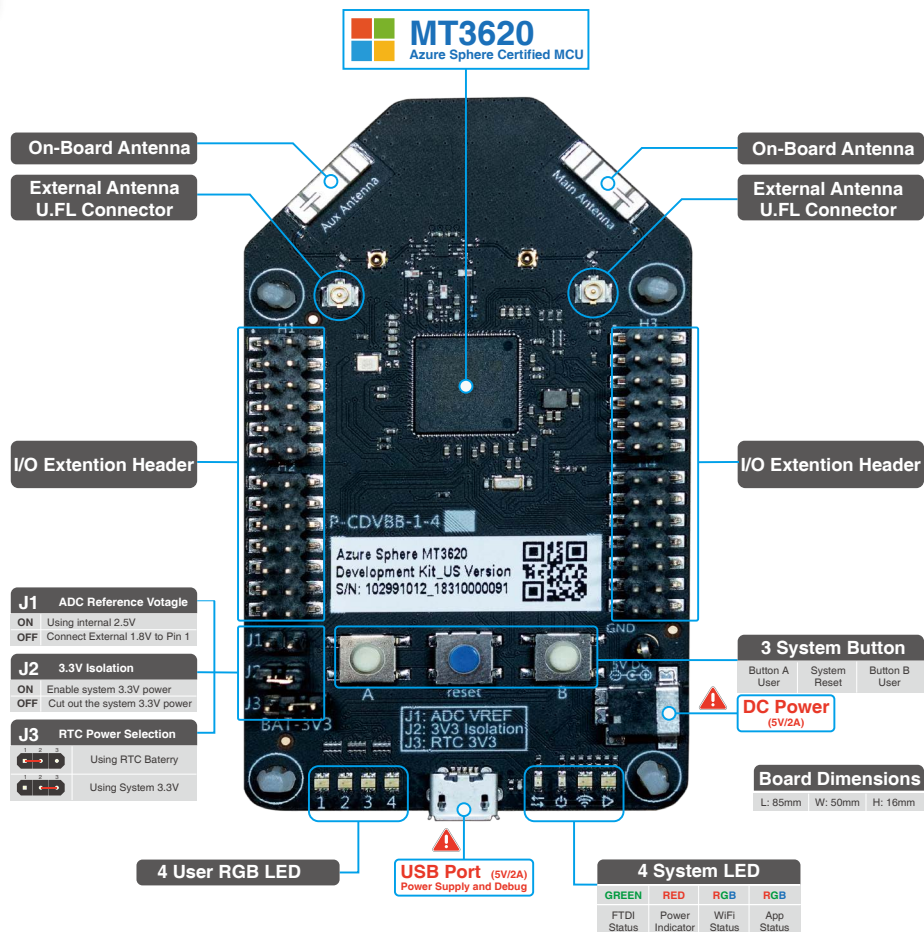 MT3620
Azure Sphere Certified MCU
On-Board Antenna
On-Board Antenna
External Antenna
U.FL Connector
External Antenna
U.FL Connector
Aux Antenna
Main Antenna
H1
H3
I/O Extention Header
I/O Extention Header
H2
H4
P-CDVBB-1-4
Azure Sphere MT3620
Development Kit_US Version
S/N: 102991012_18310000091
J1 ADC Reference Votagle
ON Using internal 2.5V
OFF Connect External 1.8V to Pin 1
J2 3.3V Isolation
ON Enable system 3.3V power
OFF Cut out the system 3.3V power
J3 RTC Power Selection
1 2 3
Using RTC Baterry
1 2 3
Using System 3.3V
J1
J2
J3
BAT-3V3
A
reset
B
GND
5V DC
J1: ADC VREF
J2: 3V3 Isolation
J3: RTC 3V3
3 System Button
Button A User
System Reset
Button B User
DC Power
(5V/2A)
Board Dimensions
L: 85mm W: 50mm H: 16mm
1 2 3 4
4 User RGB LED
USB Port (5V/2A)
Power Supply and Debug
4 System LED
GREEN RED RGB RGB
FTDI Status
Power Indicator
WiFi Status
App Status